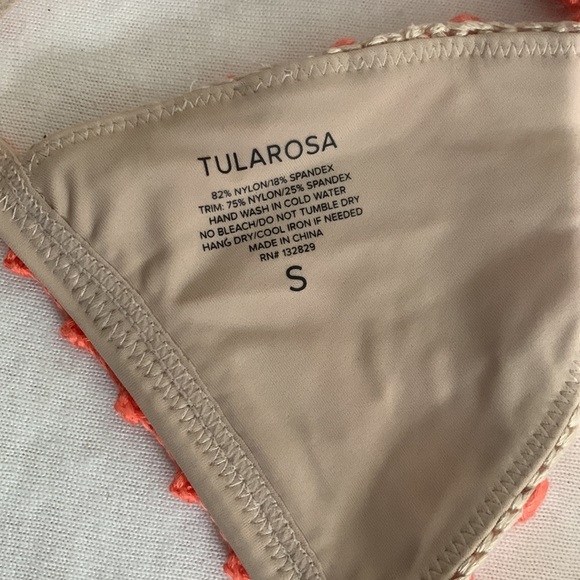 TULAROSA
82% NYLON/18% SPANDEX
TRIM: 75% NYLON/25% SPANDEX
HAND WASH IN COLD WATER
NO BLEACH/DO NOT TUMBLE DRY
HANG DRY/COOL IRON IF NEEDED
MADE IN CHINA
RN# 132829
S